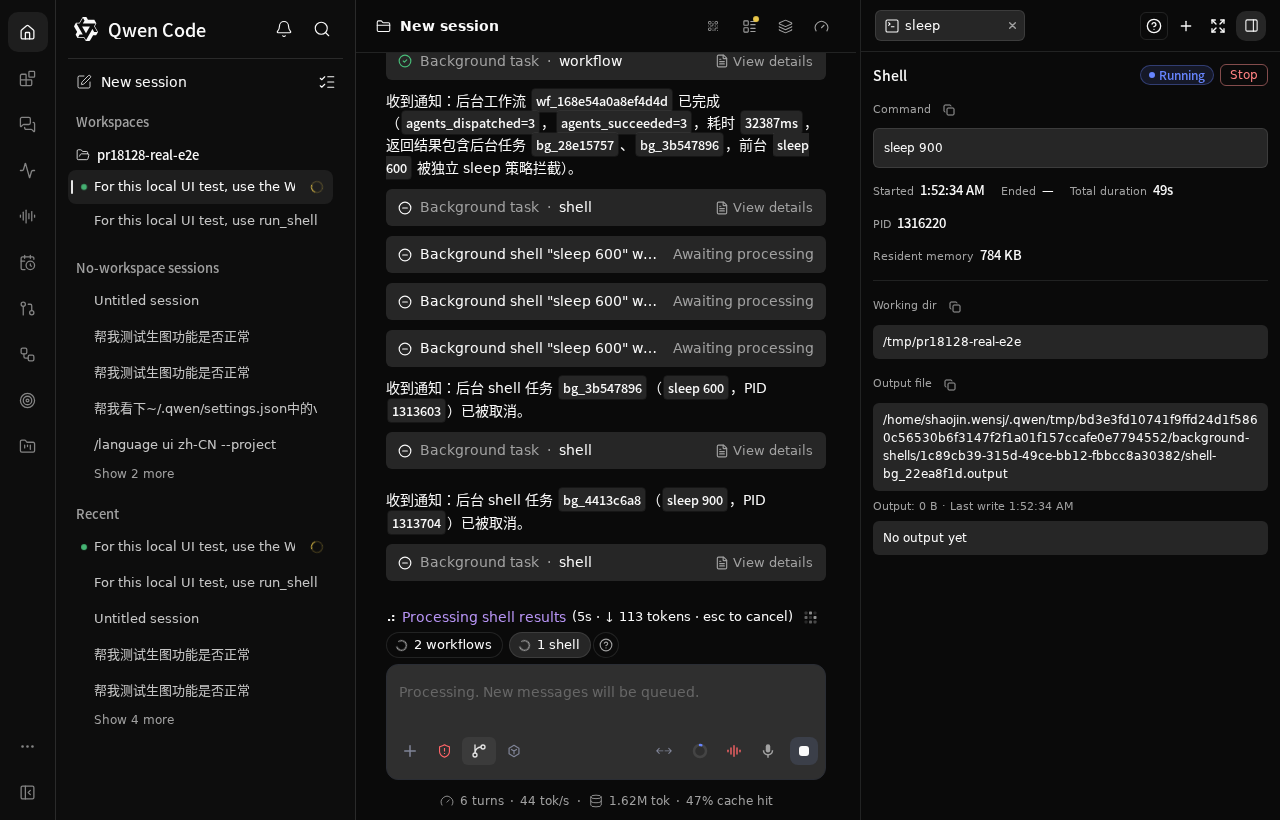 Qwen Code
New session
Workspaces
pr18128-real-e2e
For this local UI test, use the W
For this local UI test, use run_shell
No-workspace sessions
Untitled session
帮我测试生图功能是否正常
帮我测试生图功能是否正常
帮我看下~/.qwen/settings.json中的
/language ui zh-CN --project
Show 2 more
Recent
For this local UI test, use the W
For this local UI test, use run_shell
Untitled session
帮我测试生图功能是否正常
帮我测试生图功能是否正常
Show 4 more
New session
Background task · workflow View details
收到通知：后台工作流 wf_168e54a0a8ef4d4d 已完成
（agents_dispatched=3，agents_succeeded=3，耗时 32387ms，
返回结果包含后台任务 bg_28e15757、bg_3b547896，前台 sleep
600 被独立 sleep 策略拦截）。
Background task · shell View details
Background shell "sleep 600" w... Awaiting processing
Background shell "sleep 600" w... Awaiting processing
Background shell "sleep 600" w... Awaiting processing
收到通知：后台 shell 任务 bg_3b547896（sleep 600，PID
1313603）已被取消。
Background task · shell View details
收到通知：后台 shell 任务 bg_4413c6a8（sleep 900，PID
1313704）已被取消。
Background task · shell View details
Processing shell results (5s · ↓ 113 tokens · esc to cancel)
2 workflows 1 shell
Processing. New messages will be queued.
6 turns · 44 tok/s · 1.62M tok · 47% cache hit
sleep
Shell Running Stop
Command
sleep 900
Started 1:52:34 AM Ended — Total duration 49s
PID 1316220
Resident memory 784 KB
Working dir
/tmp/pr18128-real-e2e
Output file
/home/shaojin.wensj/.qwen/tmp/bd3e3fd10741f9ffd24d1f586
0c56530b6f3147f2f1a01f157ccafe0e7794552/background-
shells/1c89cb39-315d-49ce-bb12-fbbcc8a30382/shell-
bg_22ea8f1d.output
Output: 0 B · Last write 1:52:34 AM
No output yet